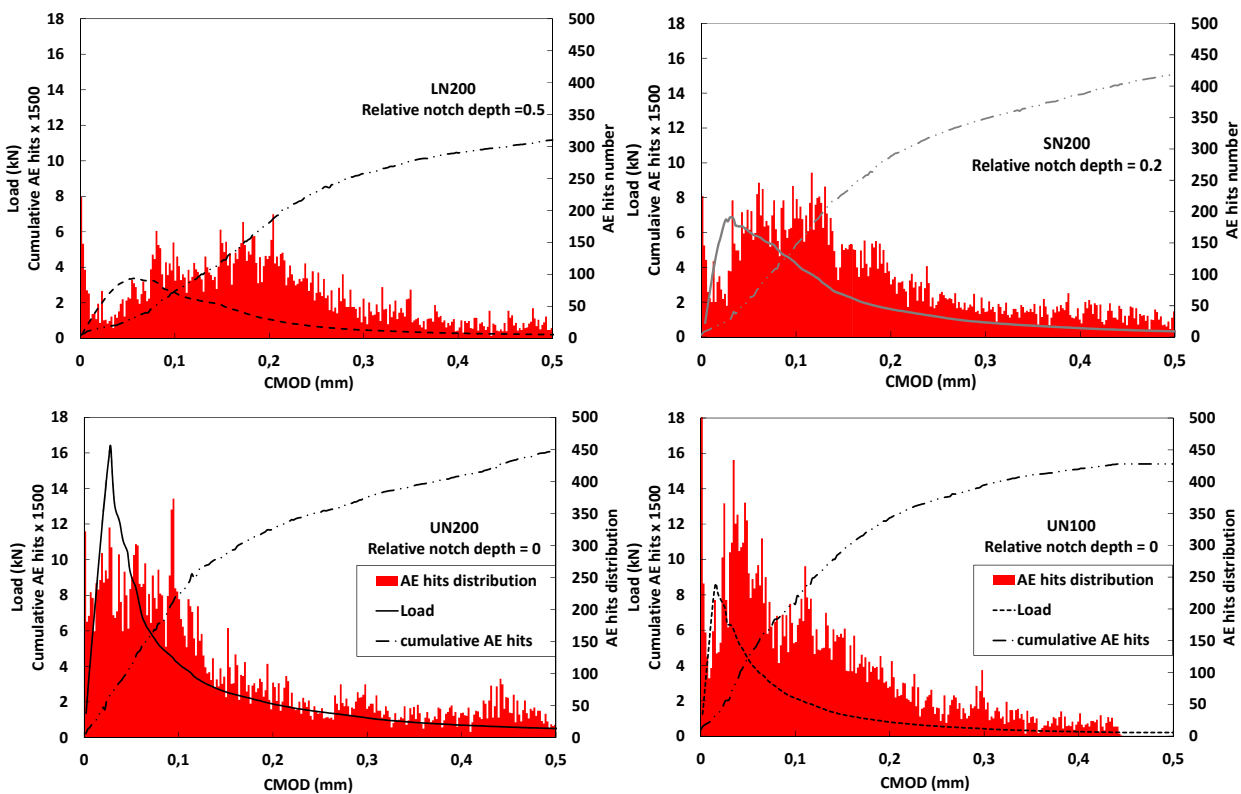 18
16
14
12
10
8
6
4
2
0
Load (kN)
Cumulative AE hits x 1500
LN200
Relative notch depth =0.5
500
450
400
350
300
250
200
150
100
50
0
AE hits number
0 0,1 0,2 0,3 0,4 0,5
CMOD (mm)
18
16
14
12
10
8
6
4
2
0
Load (kN)
Cumulaive AE hits x 1500
SN200
Relative notch depth = 0.2
500
450
400
350
300
250
200
150
100
50
0
AE hits number
0 0,1 0,2 0,3 0,4 0,5
CMOD (mm)
18
16
14
12
10
8
6
4
2
0
Load (kN)
Cumulative AE hits x 1500
UN200
Relative notch depth = 0
AE hits distribution
Load
cumulative AE hits
500
450
400
350
300
250
200
150
100
50
0
AE hits distribution
0 0,1 0,2 0,3 0,4 0,5
CMOD (mm)
18
16
14
12
10
8
6
4
2
0
Load (kN)
Cumulative AE hits x 1500
UN100
Relative notch depth = 0
AE hits distribution
Load
cumulative AE hits
500
450
400
350
300
250
200
150
100
50
0
AE hits distribution
0 0,1 0,2 0,3 0,4 0,5
CMOD (mm)